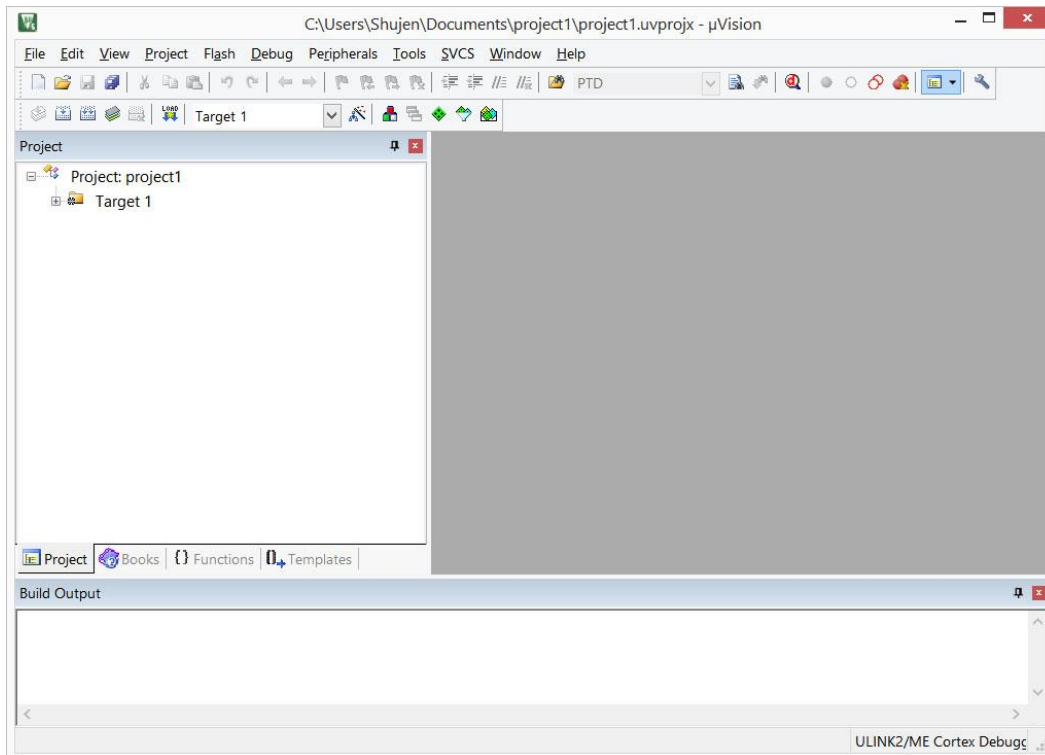 C:\Users\Shujen\Documents\project1\project1.uvprojx - µVision
File Edit View Project Flash Debug Peripherals Tools SVCS Window Help
PTD
LOAD Target 1
Project
Project: project1
Target 1
Project Books {} Functions Templates
Build Output
ULINK2/ME Cortex Debugg